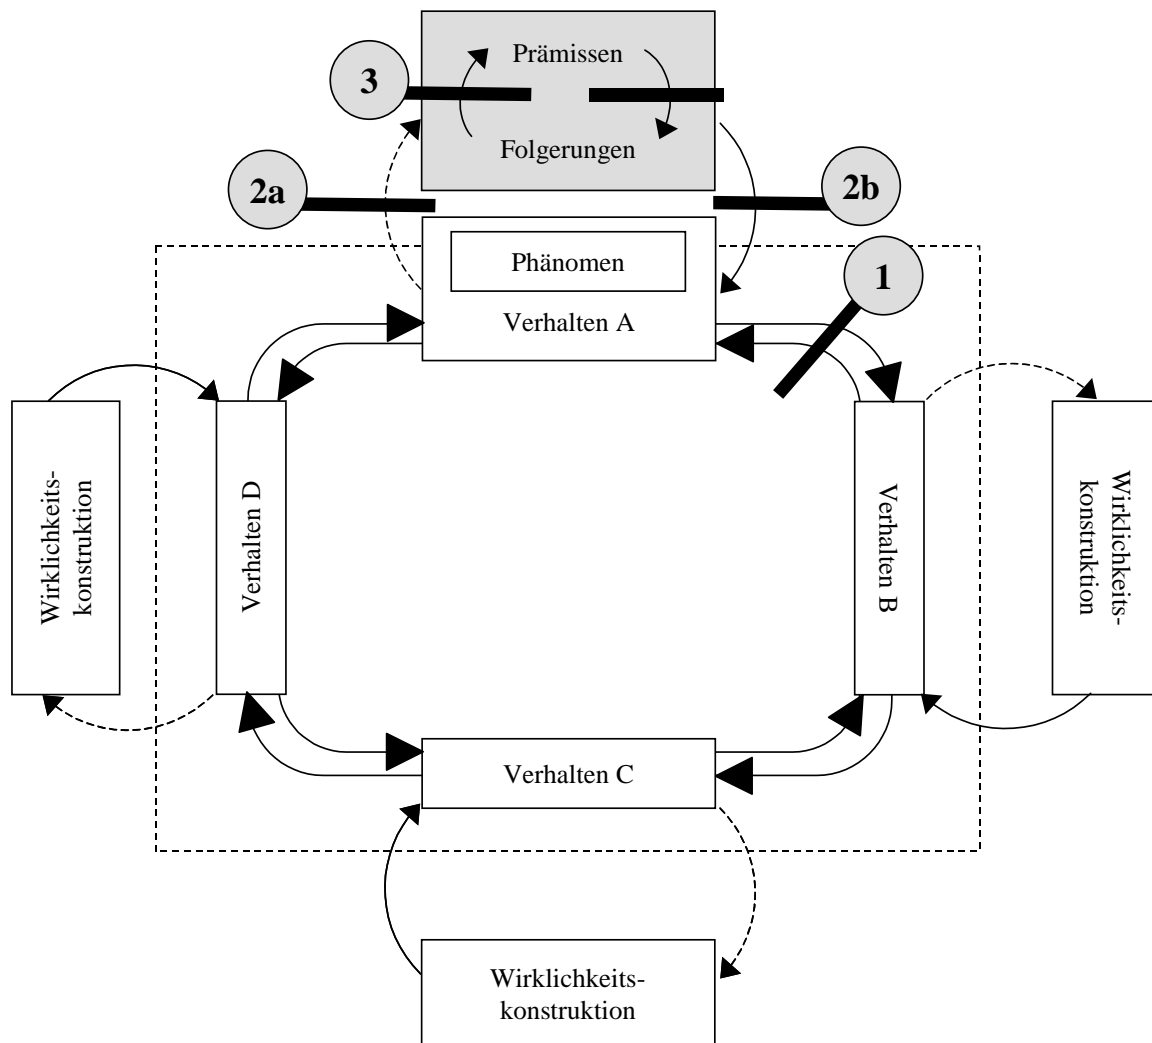 Prämissen
3
Folgerungen
2a
2b
Phänomen
1
Verhalten A
Wirklichkeits-
konstruktion
Verhalten D
Verhalten B
Wirklichkeits-
konstruktion
Verhalten C
Wirklichkeits-
konstruktion